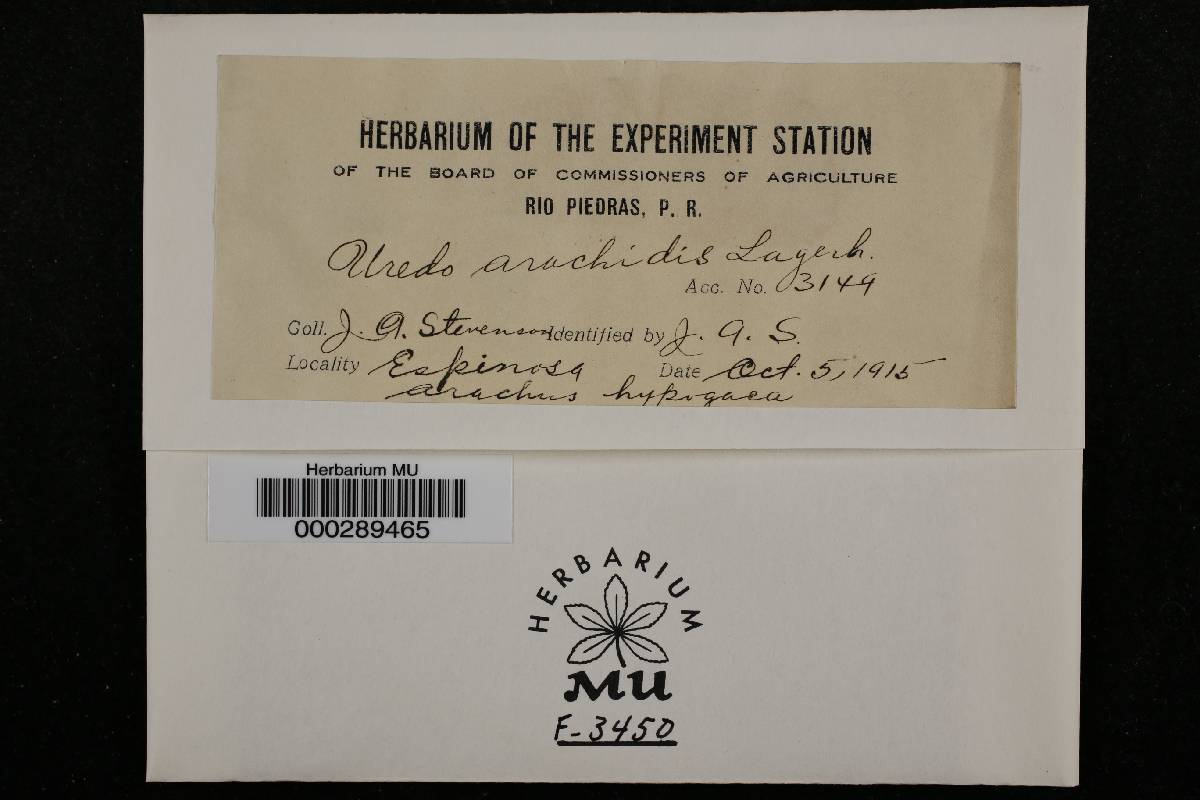 HERBARIUM OF THE EXPERIMENT STATION
OF THE BOARD OF COMMISSIONERS OF AGRICULTURE
RIO PIEDRAS, P. R.
Uredo arachidis Lagerh.
Acc. No. 3149
Coll. J. A. Stevenson Identified by J. A. S.
Locality Espinosa Date Oct. 5, 1915
Arachus hypogaea
Herbarium MU
000289465
HERBARIUM
MU
F-3450